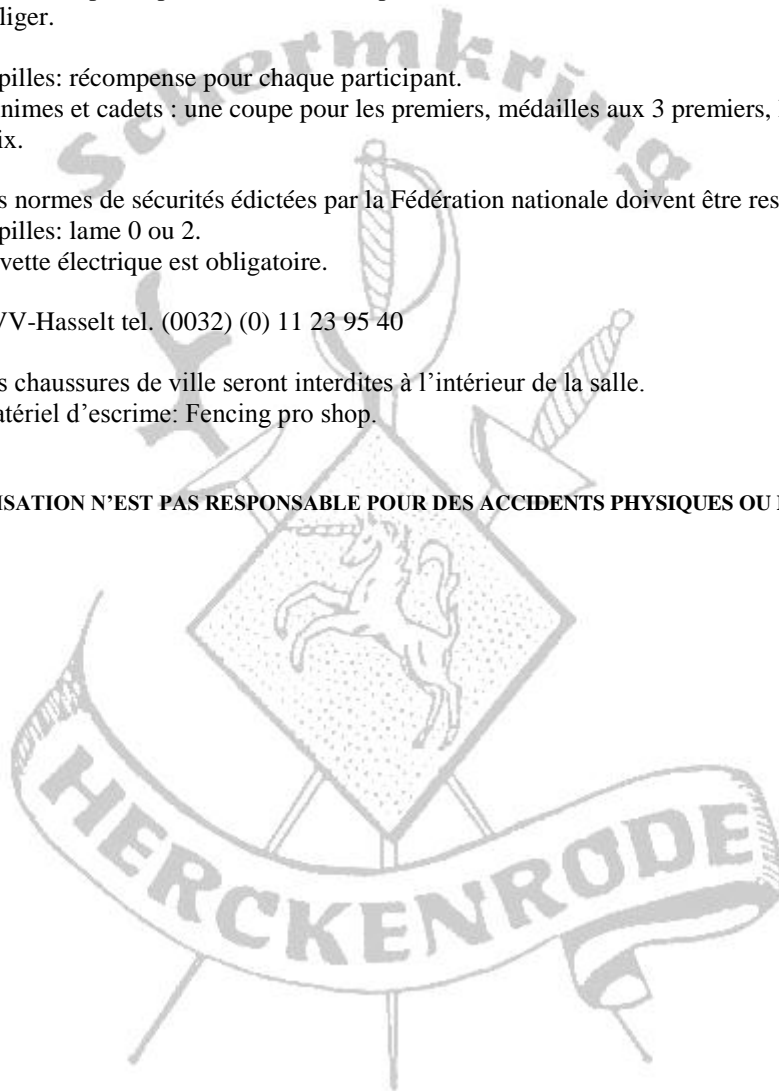 liger.
Schermkring
pilles: récompense pour chaque participant.
nimes et cadets : une coupe pour les premiers, médailles aux 3 premiers,
ix.
s normes de sécurités édictées par la Fédération nationale doivent être res
pilles: lame 0 ou 2.
vette électrique est obligatoire.
VV-Hasselt tel. (0032) (0) 11 23 95 40
s chaussures de ville seront interdites à l’intérieur de la salle.
atériel d’escrime: Fencing pro shop.
ISATION N’EST PAS RESPONSABLE POUR DES ACCIDENTS PHYSIQUES OU
HERCKENRODE